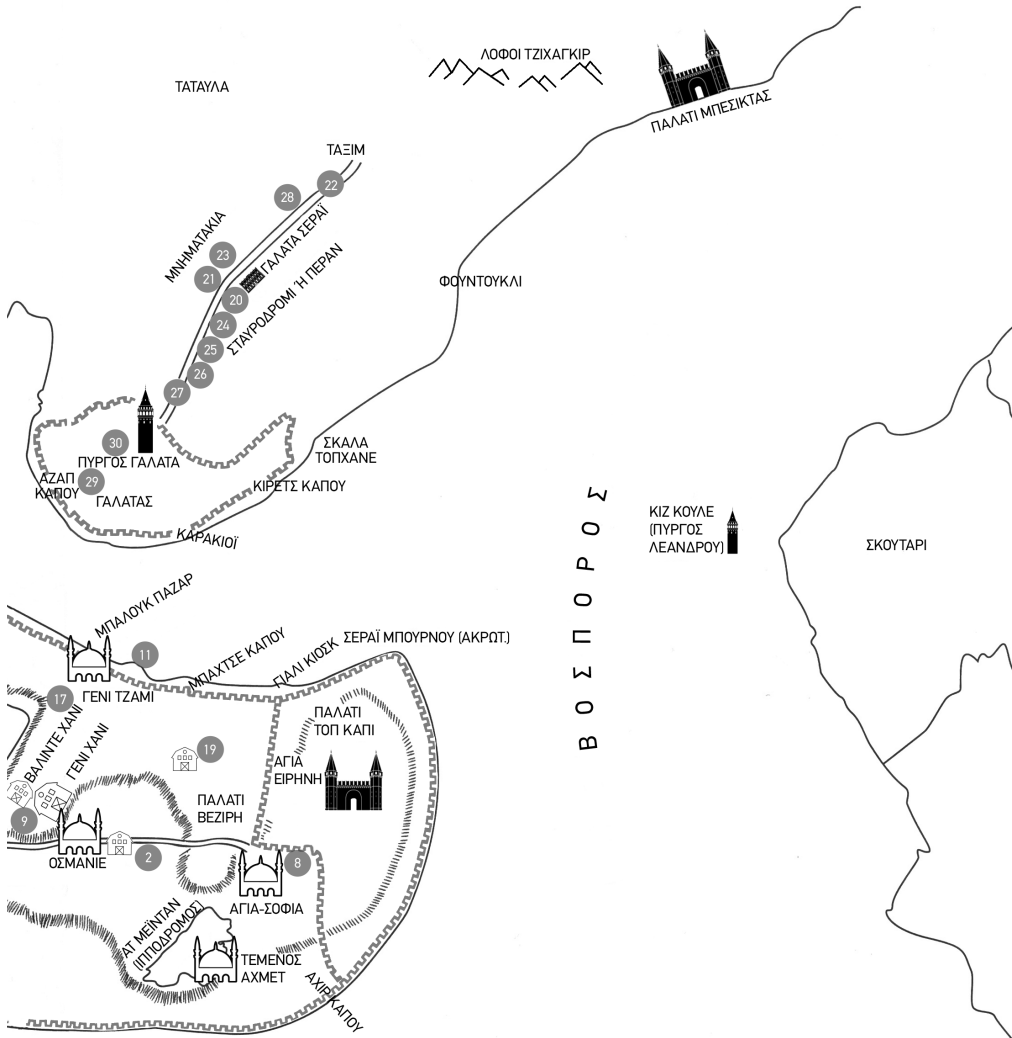 ΛΟΦΟΙ ΤΖΙΧΑΓΚΙΡ
ΤΑΤΑΥΛΑ
ΠΑΛΑΤΙ ΜΠΕΣΙΚΤΑΣ
ΤΑΞΙΜ
22
28
ΜΝΗΜΑΤΑΚΙΑ
ΓΑΛΑΤΑ ΣΕΡΑΪ
23
21
ΣΤΑΥΡΟΔΡΟΜΙ Ή ΠΕΡΑΝ
ΦΟΥΝΤΟΥΚΛΙ
20
24
25
26
27
30
ΠΥΡΓΟΣ ΓΑΛΑΤΑ
ΣΚΑΛΑ
ΤΟΠΧΑΝΕ
ΑΖΑΠ
ΚΑΠΟΥ
29
ΓΑΛΑΤΑΣ
ΚΙΡΕΤΣ ΚΑΠΟΥ
ΚΑΡΑΚΙΟΪ
ΒΟΣΠΟΡΟΣ
ΚΙΖ ΚΟΥΛΕ
(ΠΥΡΓΟΣ
ΛΕΑΝΔΡΟΥ)
ΣΚΟΥΤΑΡΙ
ΜΠΑΛΟΥΚ ΠΑΖΑΡ
11
ΜΠΑΧΤΣΕ ΚΑΠΟΥ
ΓΙΑΛΙ ΚΙΟΣΚ
ΣΕΡΑΪ ΜΠΟΥΡΝΟΥ (ΑΚΡΩΤ.)
17
ΓΕΝΙ ΤΖΑΜΙ
ΒΑΛΙΝΤΕ ΧΑΝΙ
ΓΕΝΙ ΧΑΝΙ
19
ΠΑΛΑΤΙ
ΤΟΠ ΚΑΠΙ
ΑΓΙΑ
ΕΙΡΗΝΗ
ΠΑΛΑΤΙ
ΒΕΖΙΡΗ
9
ΟΣΜΑΝΙΕ
2
8
ΑΓΙΑ-ΣΟΦΙΑ
ΑΤ ΜΕΪΝΤΑΝ
(ΙΠΠΟΔΡΟΜΟΣ)
ΤΕΜΕΝΟΣ
ΑΧΜΕΤ
ΑΧΙΡ ΚΑΠΟΥ